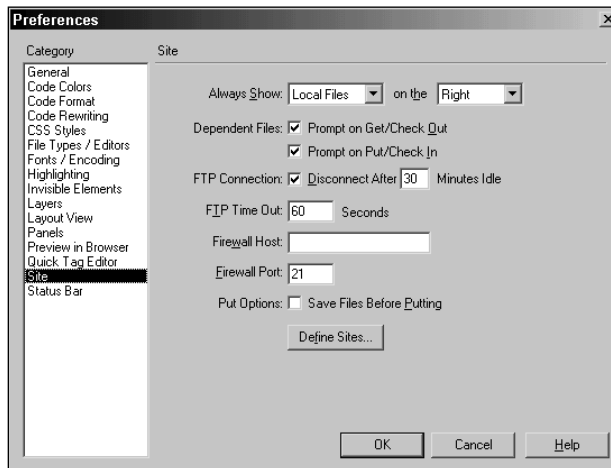 Preferences
Category
General
Code Colors
Code Format
Code Rewriting
CSS Styles
File Types / Editors
Fonts / Encoding
Highlighting
Invisible Elements
Layers
Layout View
Panels
Preview in Browser
Quick Tag Editor
Site
Status Bar
Site
Always Show: Local Files on the Right
Dependent Files: Prompt on Get/Check Out
Prompt on Put/Check In
FTP Connection: Disconnect After 30 Minutes Idle
FTP Time Out: 60 Seconds
Firewall Host:
Firewall Port: 21
Put Options: Save Files Before Putting
Define Sites...
OK Cancel Help